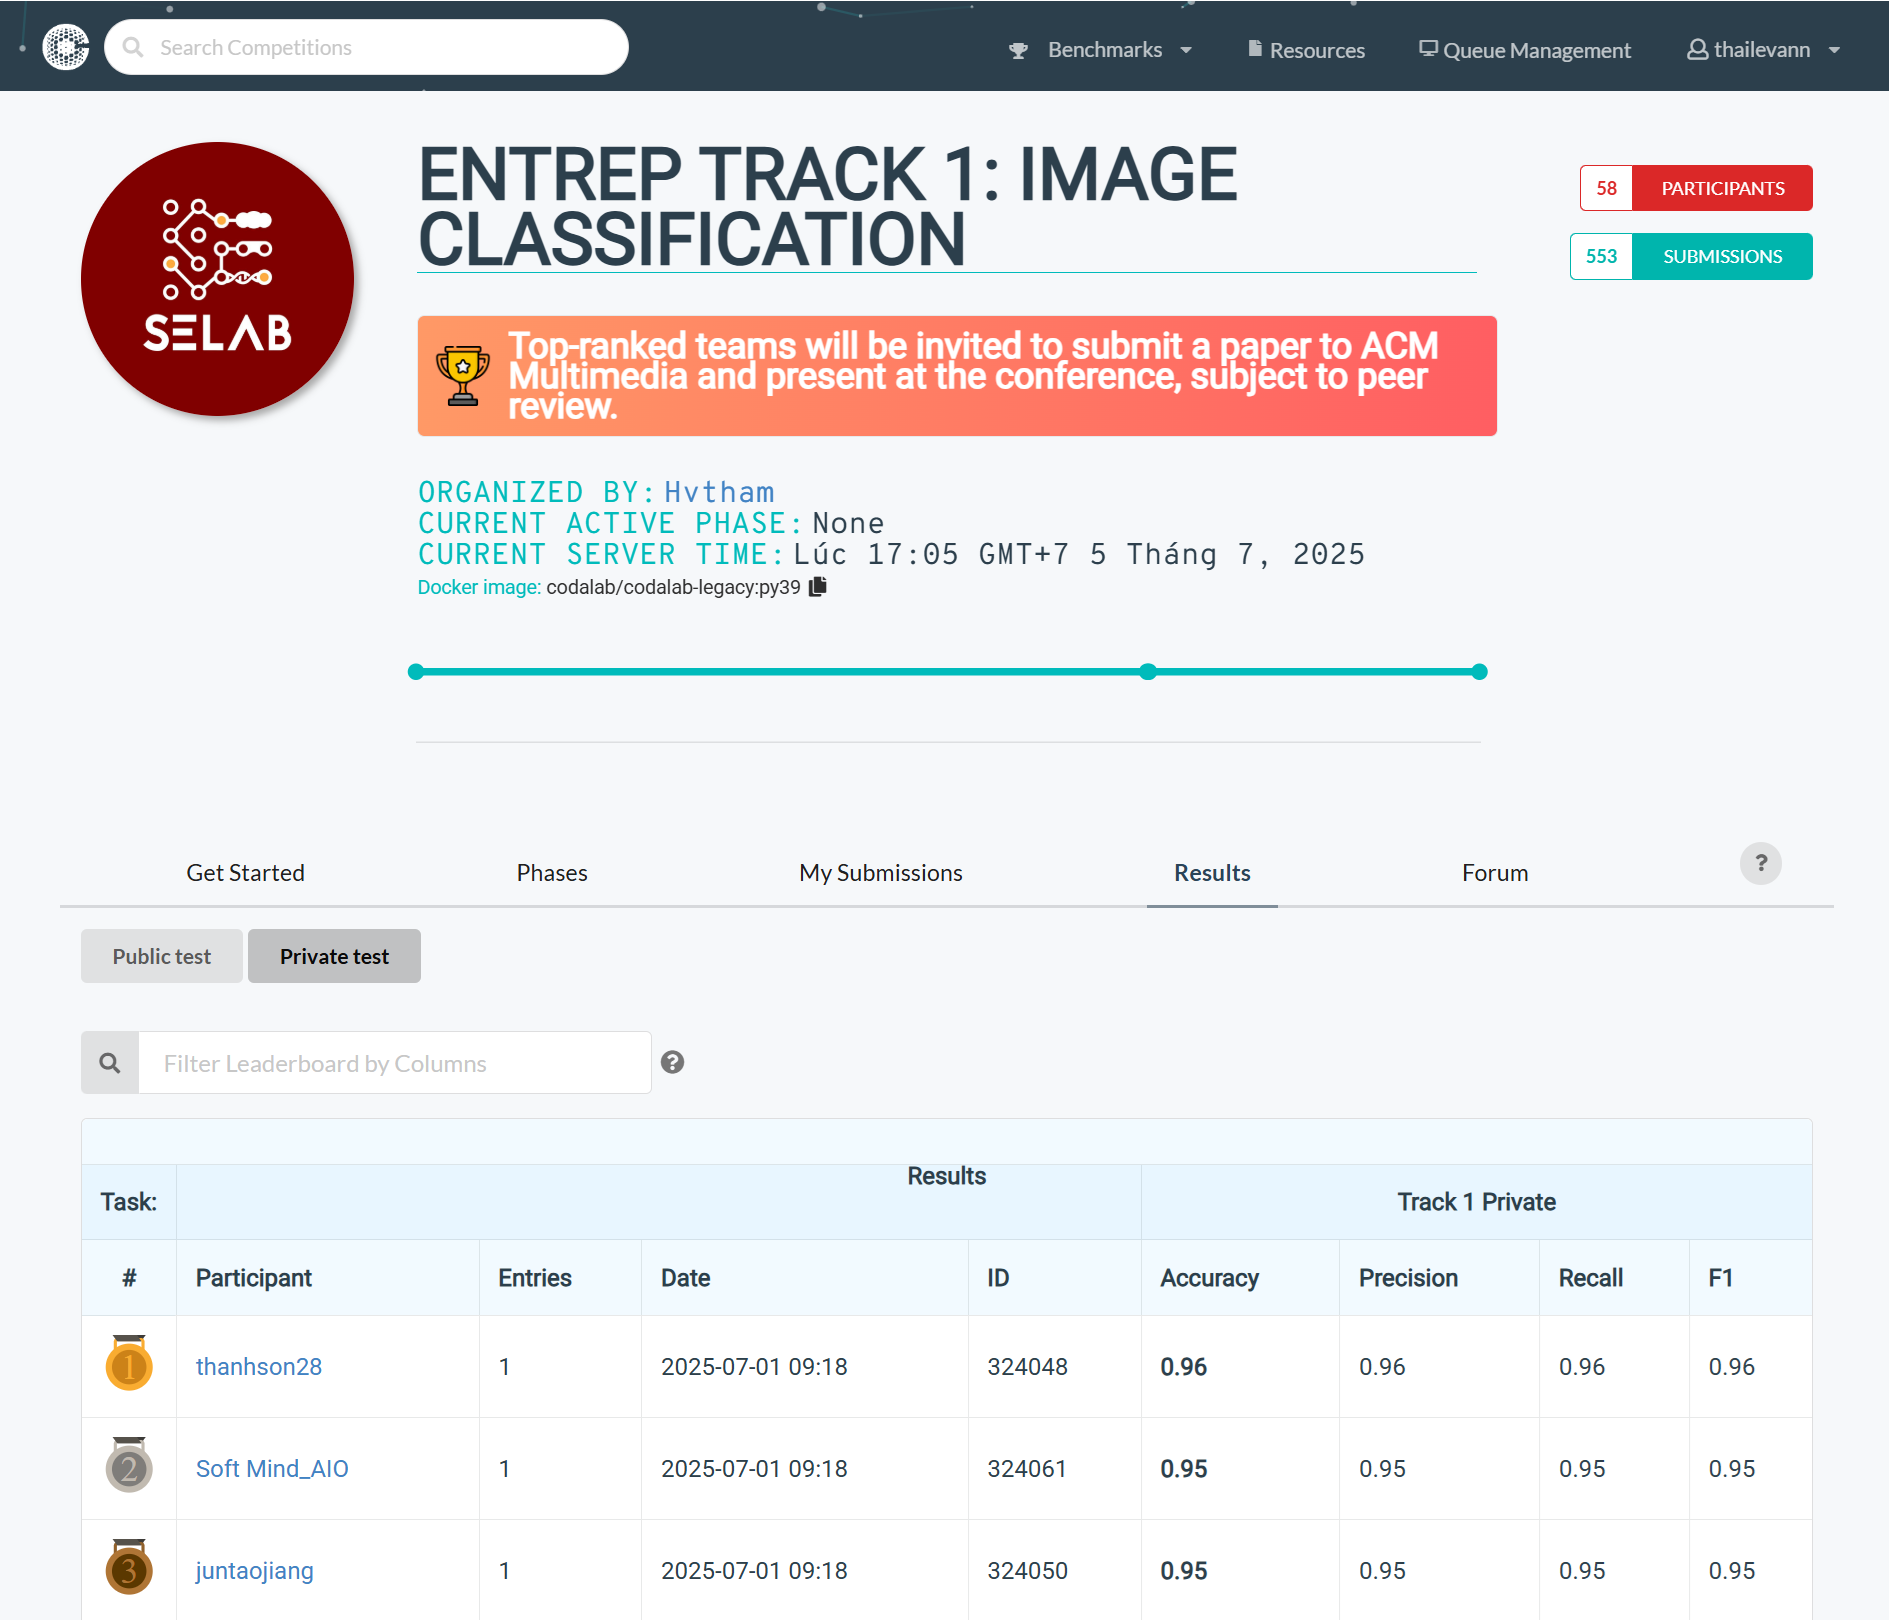 Search Competitions
Benchmarks
Resources
Queue Management
thailevann
SELAB
ENTREP TRACK 1: IMAGE
CLASSIFICATION
58 PARTICIPANTS
553 SUBMISSIONS
Top-ranked teams will be invited to submit a paper to ACM
Multimedia and present at the conference, subject to peer
review.
ORGANIZED BY: Hvtham
CURRENT ACTIVE PHASE: None
CURRENT SERVER TIME: Lúc 17:05 GMT+7 5 Tháng 7, 2025
Docker image: codalab/codalab-legacy:py39
Get Started Phases My Submissions Results Forum ?
Public test Private test
Filter Leaderboard by Columns ?
Results
Task: Track 1 Private
# Participant Entries Date ID Accuracy Precision Recall F1
1 thanhson28 1 2025-07-01 09:18 324048 0.96 0.96 0.96 0.96
2 Soft Mind_AIO 1 2025-07-01 09:18 324061 0.95 0.95 0.95 0.95
3 juntaojiang 1 2025-07-01 09:18 324050 0.95 0.95 0.95 0.95